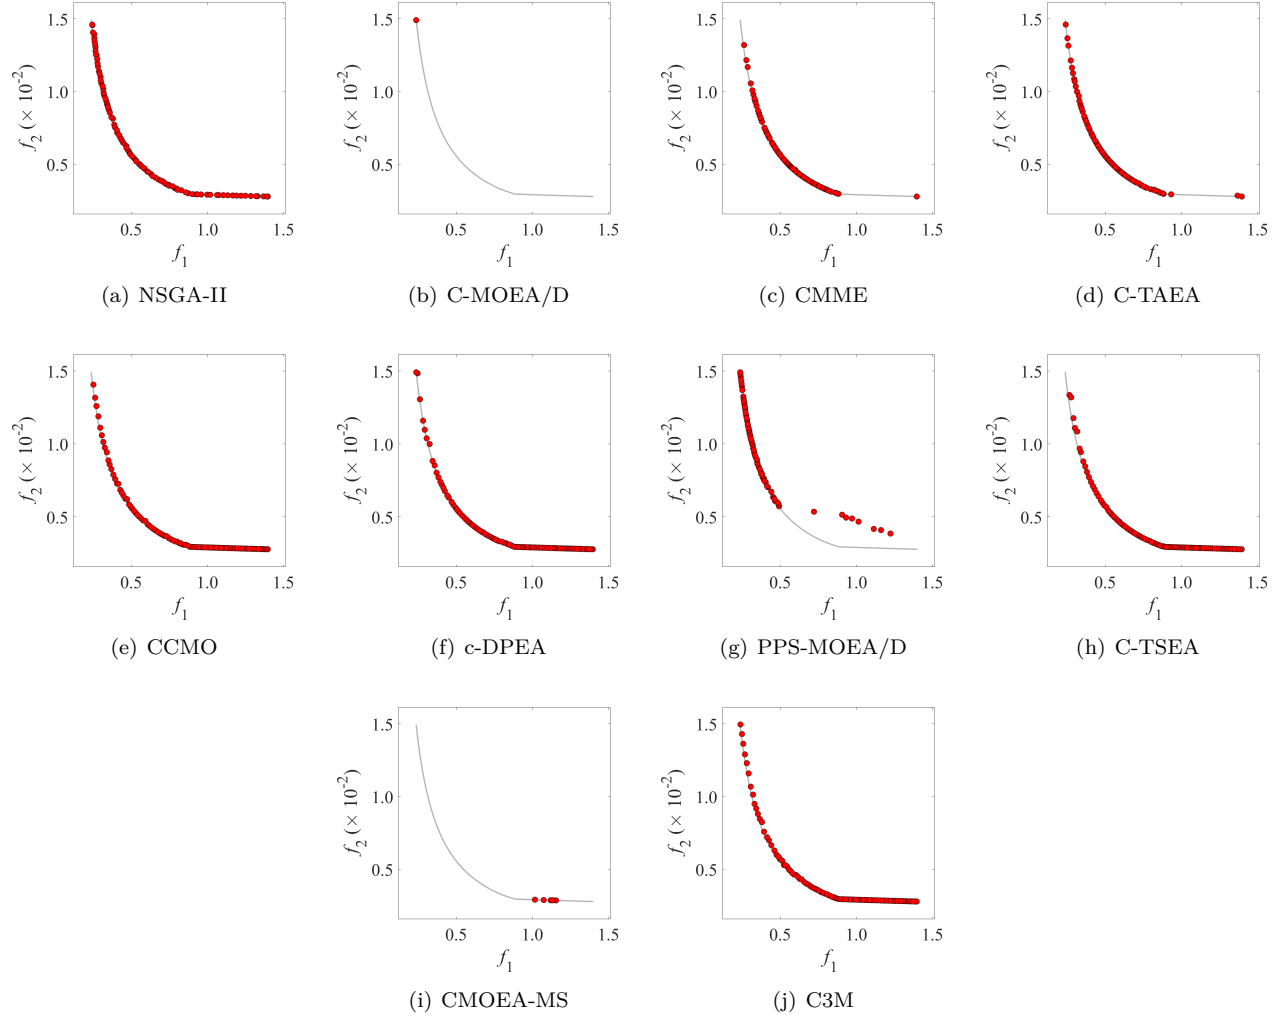 1.5
1.0
0.5
f2 (× 10-2)
0.5 1.0 1.5
f1
(a) NSGA-II
1.5
1.0
0.5
f2 (× 10-2)
0.5 1.0 1.5
f1
(b) C-MOEA/D
1.5
1.0
0.5
f2 (× 10-2)
0.5 1.0 1.5
f1
(c) CMME
1.5
1.0
0.5
f2 (× 10-2)
0.5 1.0 1.5
f1
(d) C-TAEA
1.5
1.0
0.5
f2 (× 10-2)
0.5 1.0 1.5
f1
(e) CCMO
1.5
1.0
0.5
f2 (× 10-2)
0.5 1.0 1.5
f1
(f) c-DPEA
1.5
1.0
0.5
f2 (× 10-2)
0.5 1.0 1.5
f1
(g) PPS-MOEA/D
1.5
1.0
0.5
f2 (× 10-2)
0.5 1.0 1.5
f1
(h) C-TSEA
1.5
1.0
0.5
f2 (× 10-2)
0.5 1.0 1.5
f1
(i) CMOEA-MS
1.5
1.0
0.5
f2 (× 10-2)
0.5 1.0 1.5
f1
(j) C3M